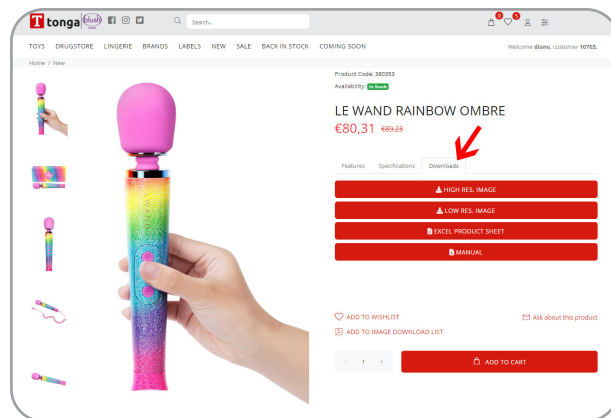 T tonga blush
Search..
0
5
TOYS DRUGSTORE LINGERIE BRANDS LABELS NEW SALE BACK IN STOCK COMING SOON
Welcome diane, customer 10703.
Home / New
Product Code: 380353
Availability: In Stock
LE WAND RAINBOW OMBRE
€80,31 €89,23
Features Specifications Downloads
HIGH RES. IMAGE
LOW RES. IMAGE
EXCEL PRODUCT SHEET
MANUAL
ADD TO WISHLIST
Ask about this product
ADD TO IMAGE DOWNLOAD LIST
− 1 +
ADD TO CART